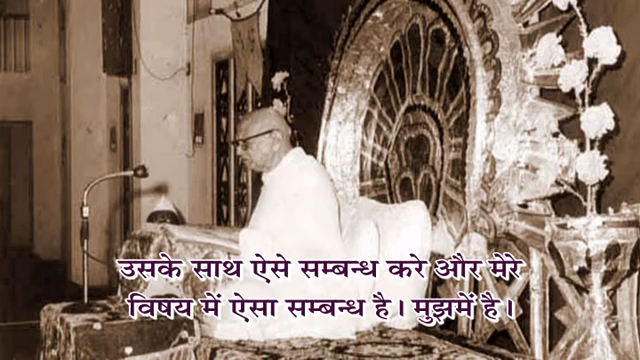 उसके साथ ऐसे सम्बन्ध करे और मेरे
विषय में ऐसा सम्बन्ध है। मुझमें है।